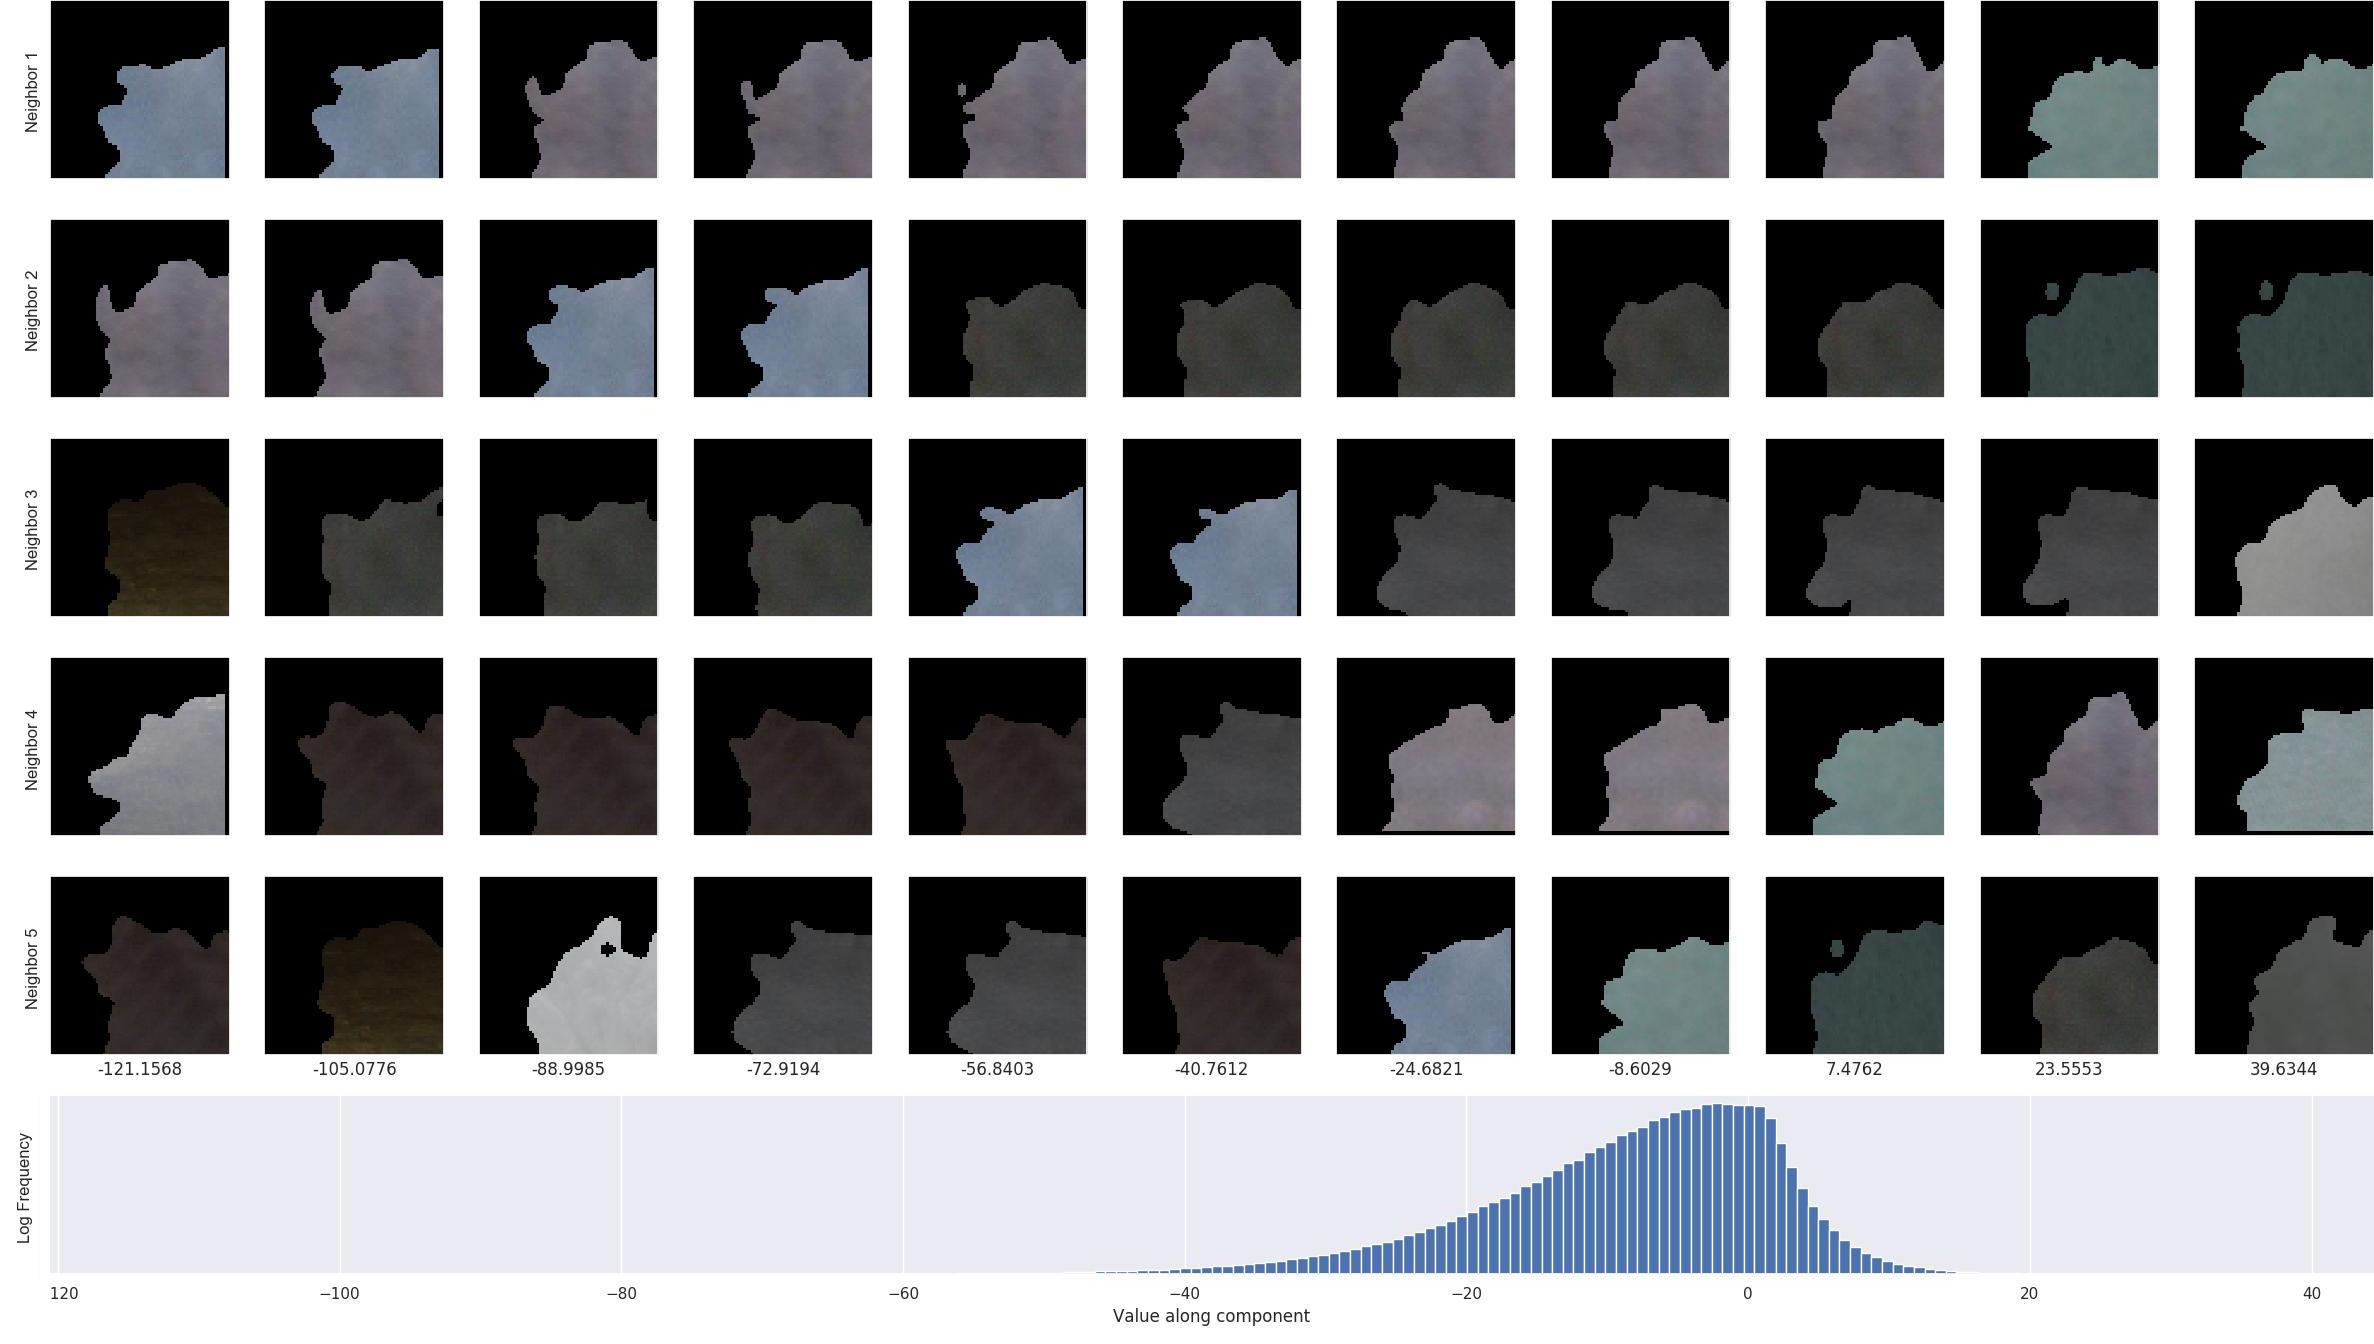 Neighbor 1
Neighbor 2
Neighbor 3
Neighbor 4
Neighbor 5
-121.1568 -105.0776 -88.9985 -72.9194 -56.8403 -40.7612 -24.6821 -8.6029 7.4762 23.5553 39.6344
Log Frequency
120 −100 −80 −60 −40 −20 0 20 40
Value along component